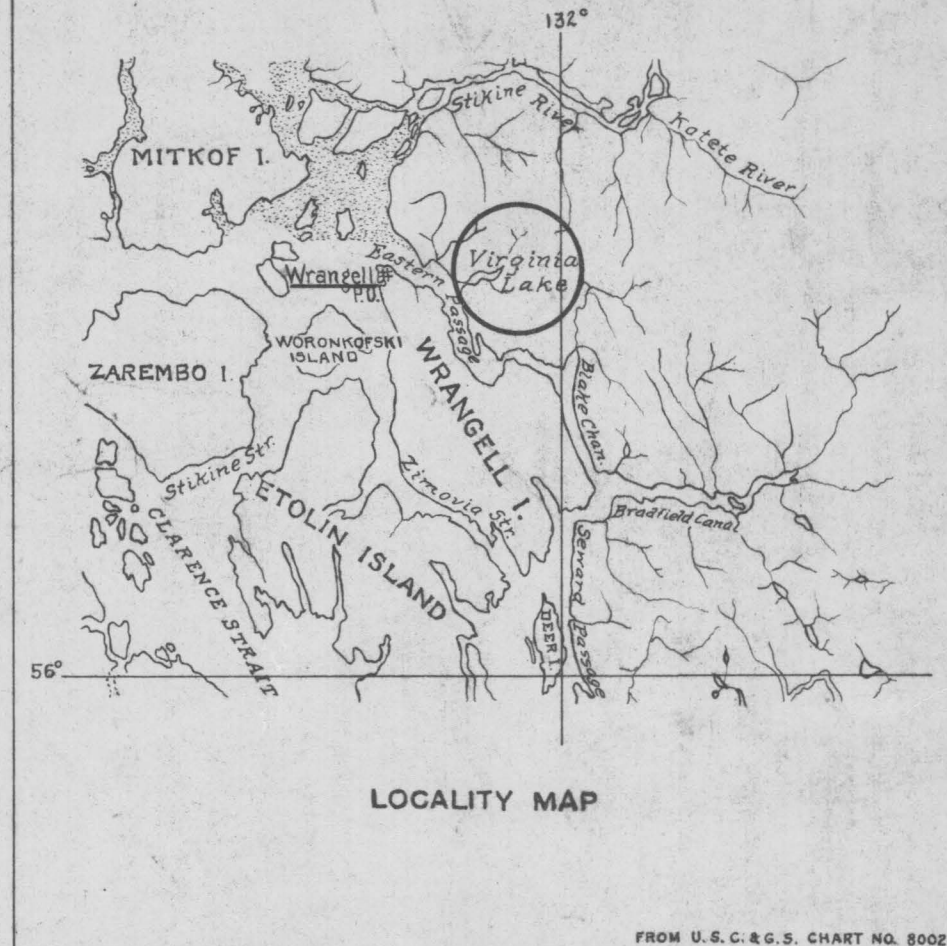 132°
Stikine River
Katete River
MITKOF I.
Virginia
Lake
Eastern Passage
Wrangell
P.O.
WORONKOFSKI
ISLAND
ZAREMBO I.
WRANGELL I.
Blake Chan.
Stikine Str.
Zimovia Str.
ETOLIN ISLAND
Bradfield Canal
CLARENCE STRAIT
Seward Passage
DEER I.
56°
LOCALITY MAP
FROM U.S.C.&G.S. CHART NO. 8002